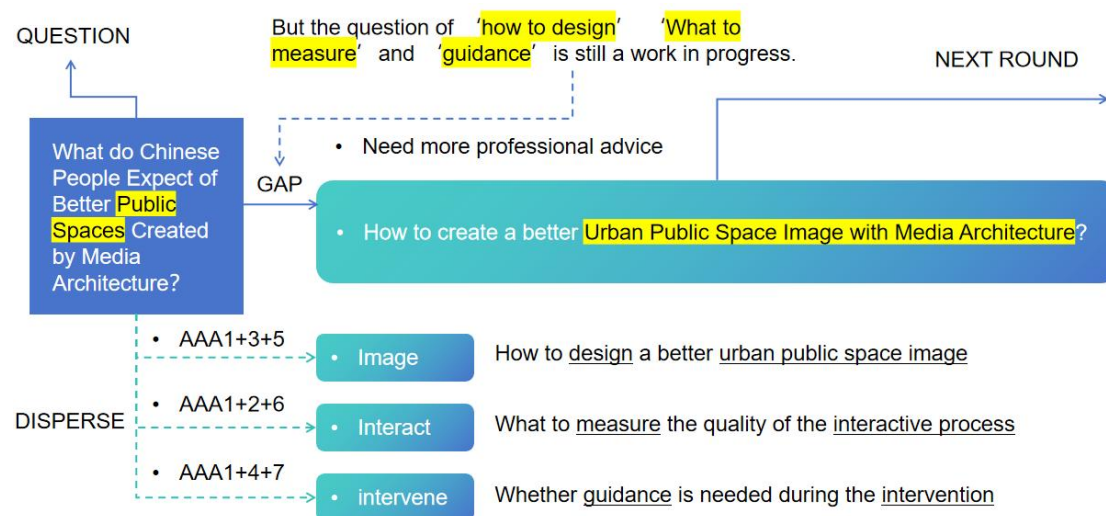 QUESTION
But the question of ‘how to design’ ‘What to
measure’ and ‘guidance’ is still a work in progress.
NEXT ROUND
What do Chinese
People Expect of
Better Public
Spaces Created
by Media
Architecture?
GAP
• Need more professional advice
• How to create a better Urban Public Space Image with Media Architecture?
DISPERSE
• AAA1+3+5
• Image
How to design a better urban public space image
• AAA1+2+6
• Interact
What to measure the quality of the interactive process
• AAA1+4+7
• intervene
Whether guidance is needed during the intervention